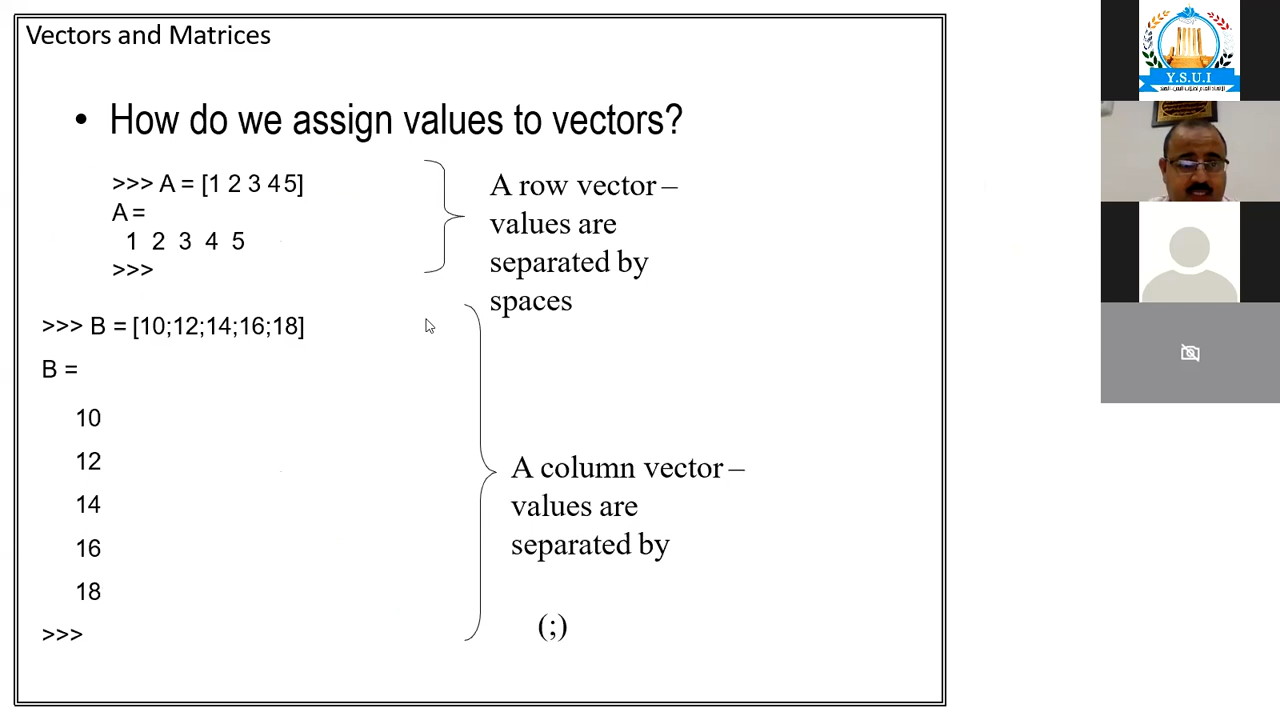 Vectors and Matrices
• How do we assign values to vectors?
>>> A = [1 2 3 4 5]
A =
1 2 3 4 5
>>>
A row vector –
values are
separated by
spaces
>>> B = [10;12;14;16;18]
B =
10
12
14
16
18
>>>
A column vector –
values are
separated by
(;)
Y.S.U.I